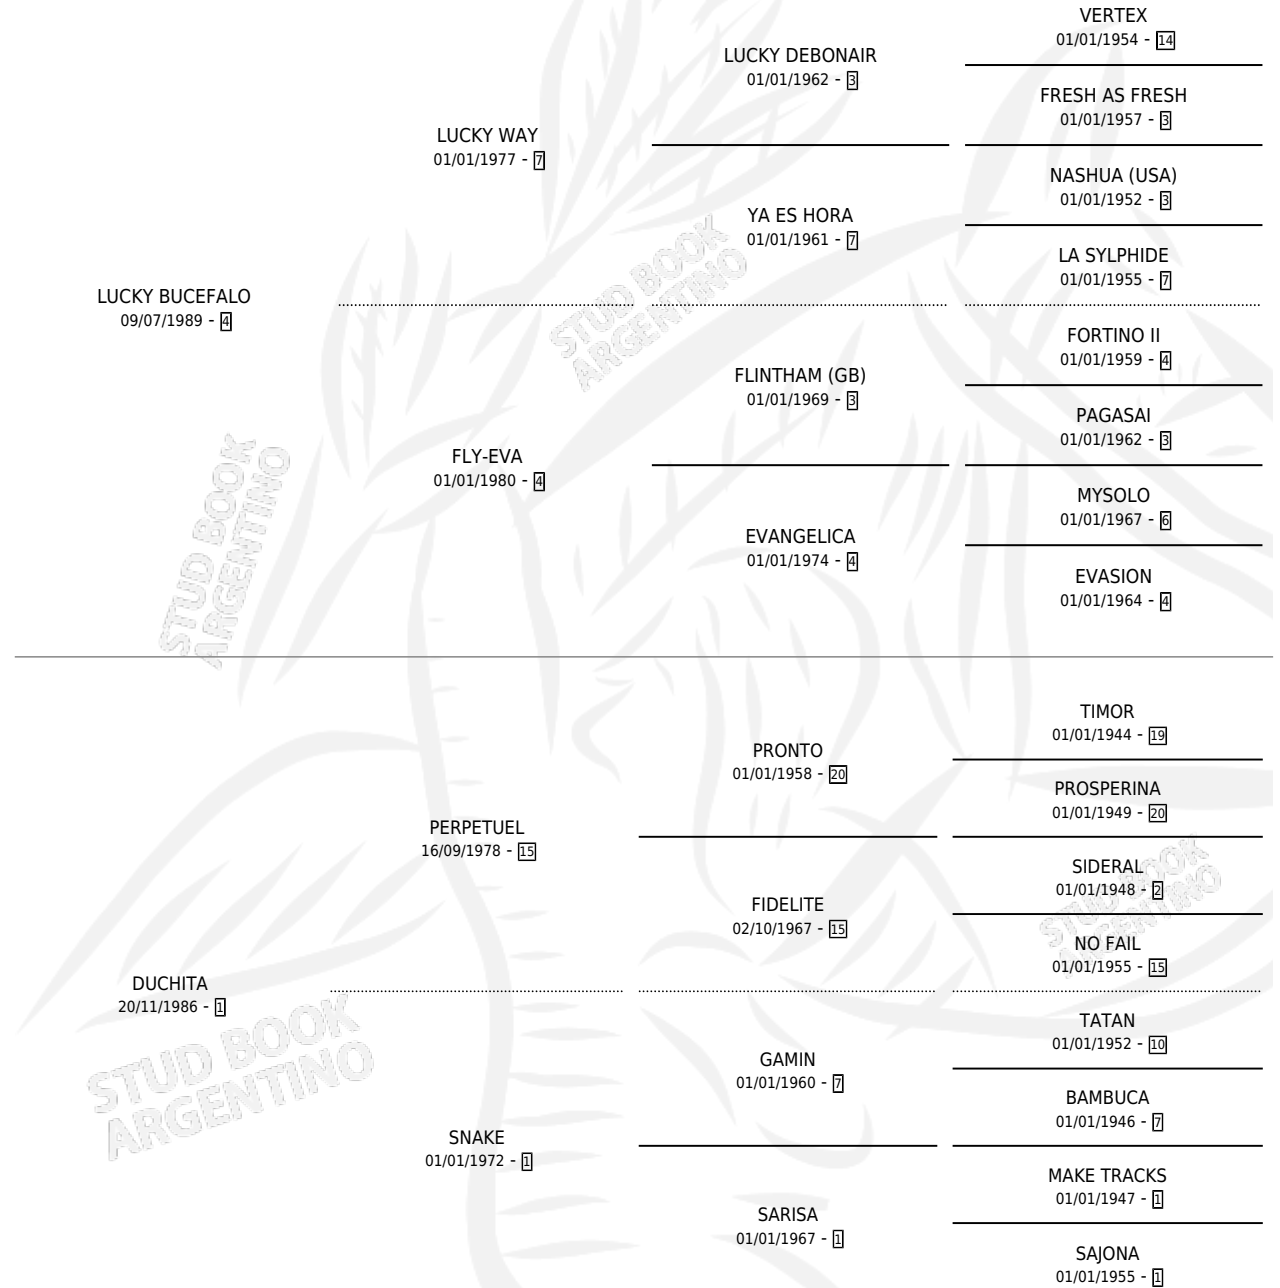 VERTEX
01/01/1954 - 14
LUCKY DEBONAIR
01/01/1962 - 3
FRESH AS FRESH
01/01/1957 - 3
LUCKY WAY
01/01/1977 - 7
NASHUA (USA)
01/01/1952 - 3
YA ES HORA
01/01/1961 - 7
LA SYLPHIDE
01/01/1955 - 7
LUCKY BUCEFALO
09/07/1989 - 4
FORTINO II
01/01/1959 - 4
FLINTHAM (GB)
01/01/1969 - 3
PAGASAI
01/01/1962 - 3
FLY-EVA
01/01/1980 - 4
MYSOLO
01/01/1967 - 6
EVANGELICA
01/01/1974 - 4
EVASION
01/01/1964 - 4
TIMOR
01/01/1944 - 19
PRONTO
01/01/1958 - 20
PROSPERINA
01/01/1949 - 20
PERPETUEL
16/09/1978 - 15
SIDERAL
01/01/1948 - 2
FIDELITE
02/10/1967 - 15
NO FAIL
01/01/1955 - 15
DUCHITA
20/11/1986 - 1
TATAN
01/01/1952 - 10
GAMIN
01/01/1960 - 7
BAMBUCA
01/01/1946 - 7
SNAKE
01/01/1972 - 1
MAKE TRACKS
01/01/1947 - 1
SARISA
01/01/1967 - 1
SAJONA
01/01/1955 - 1
STUD BOOK
ARGENTINO
STUD BOOK
ARGENTINO
STUD BOOK
ARGENTINO
STUD BOOK
ARGENTINO